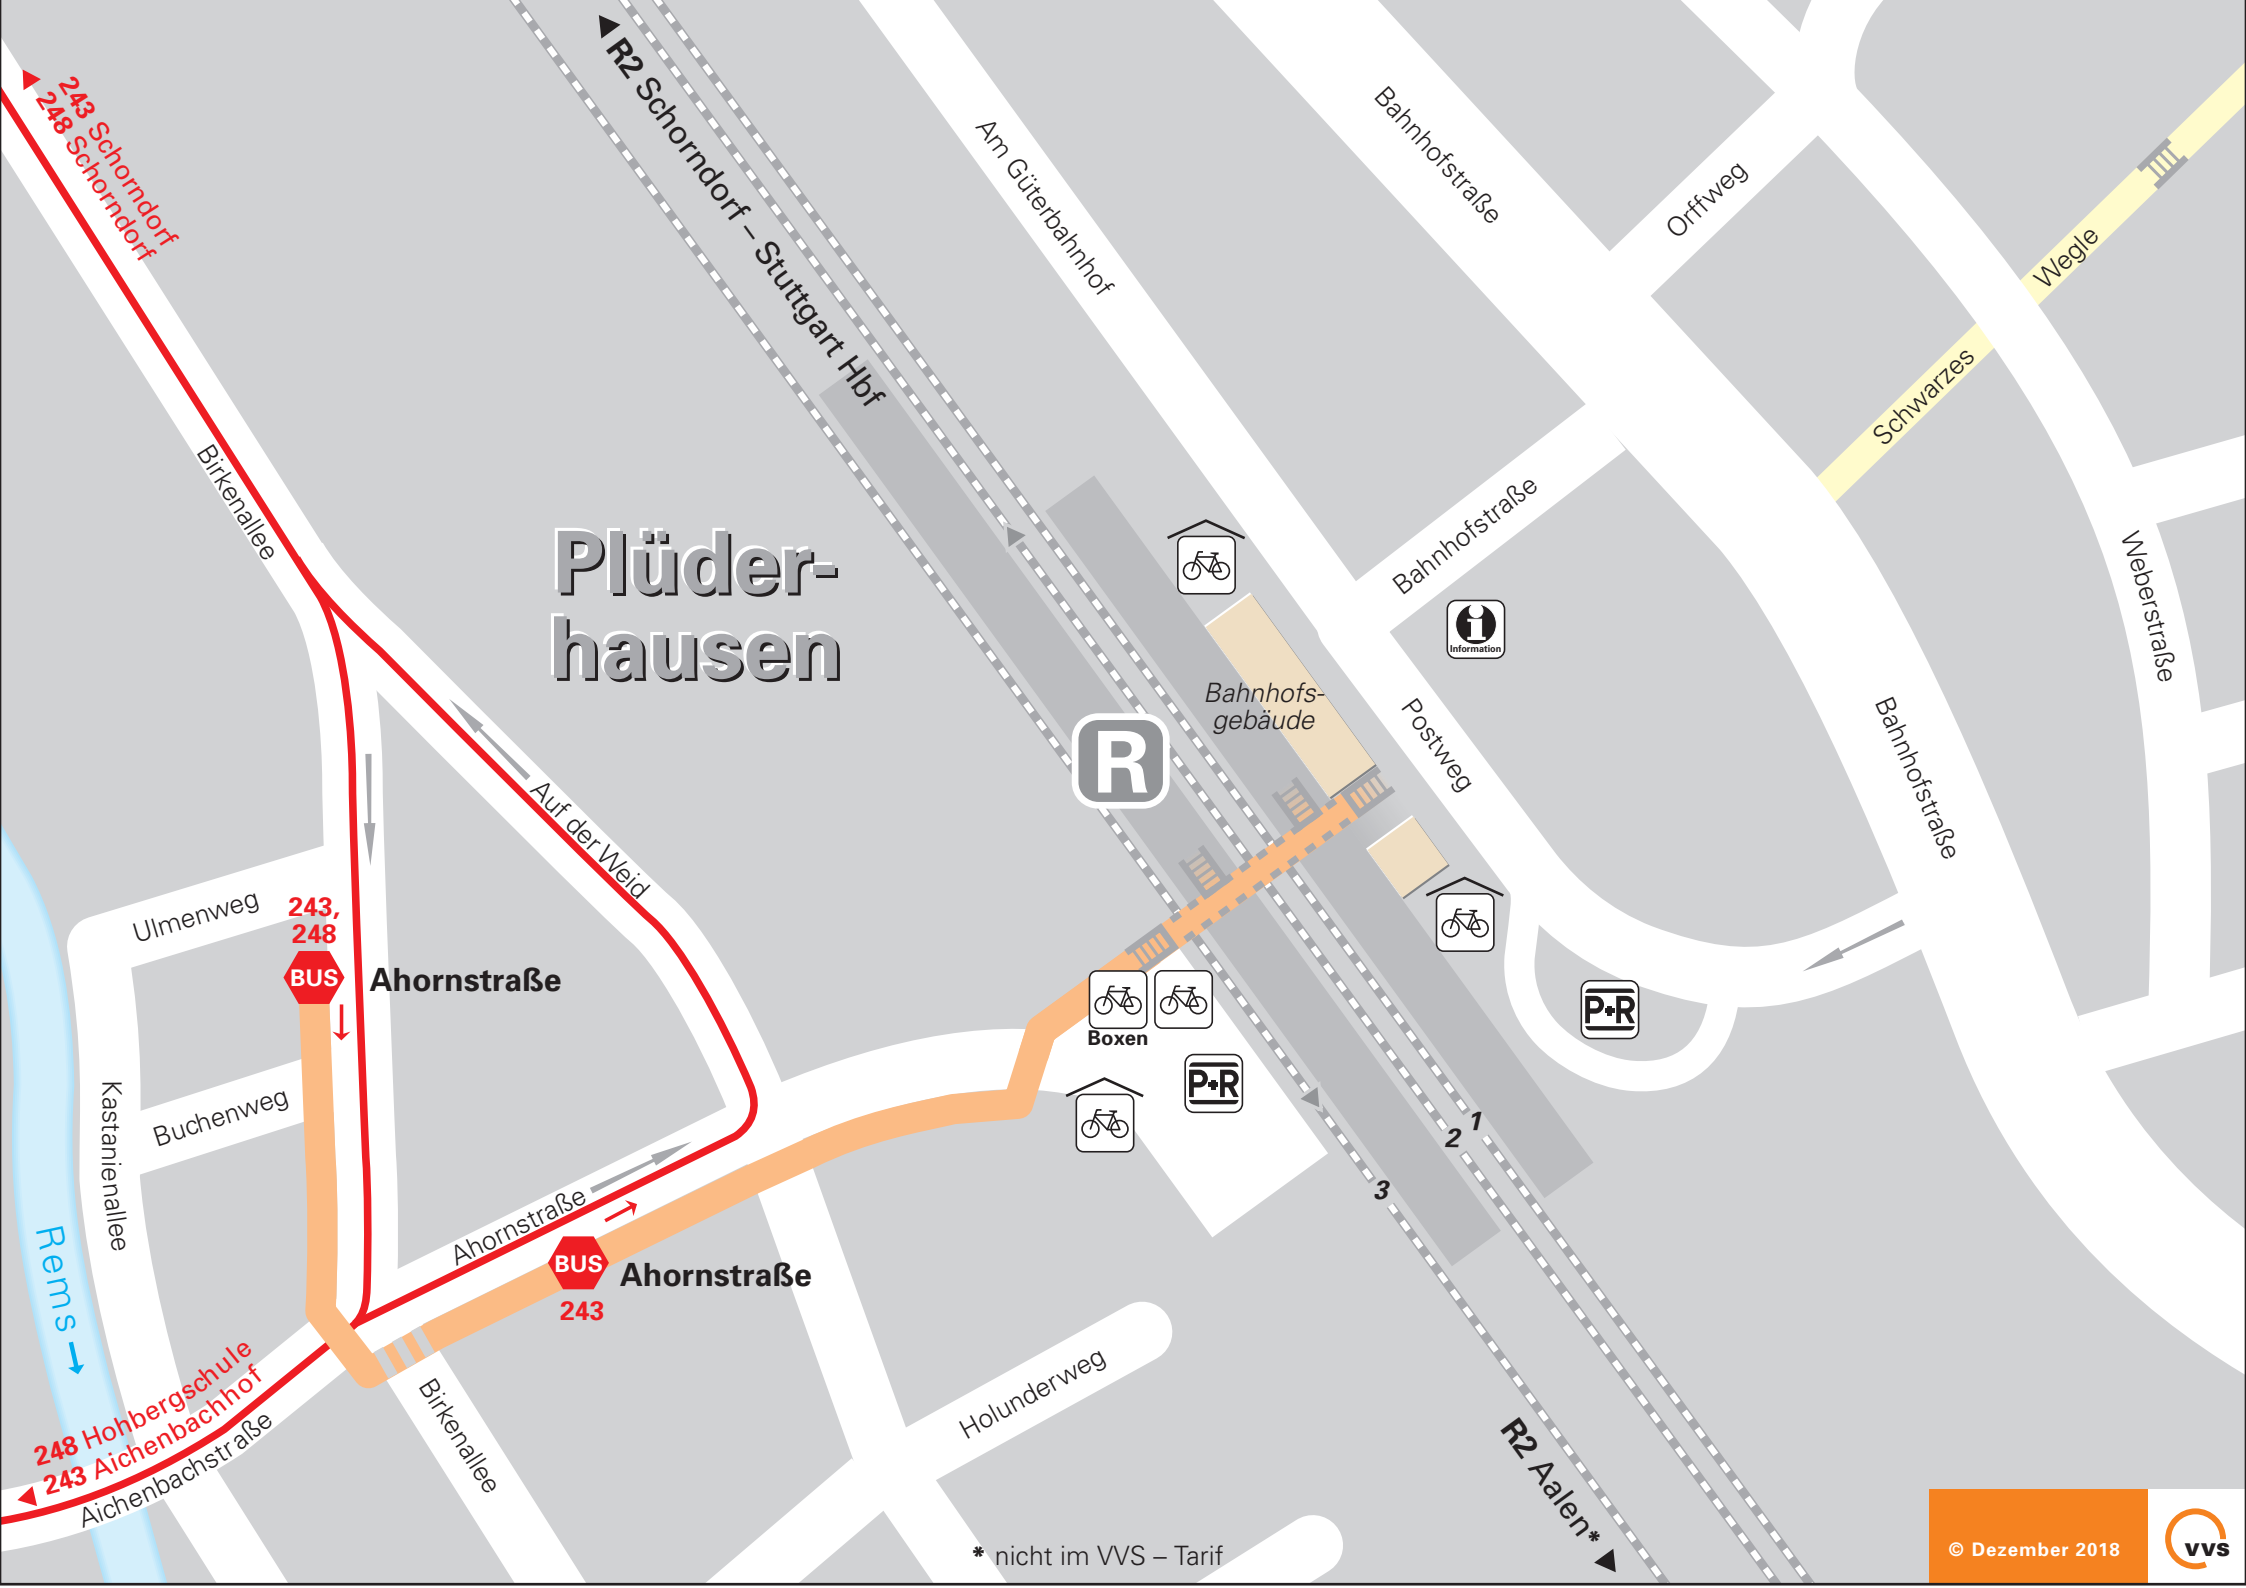 R2 Schorndorf – Stuttgart Hbf
243 Schorndorf
248 Schorndorf
Am Güterbahnhof
Bahnhofstraße
Orffweg
Wegle
Schwarzes
Birkenallee
Bahnhofstraße
Plüder-
hausen
Weberstraße
Information
Bahnhofs-
gebäude
R
Postweg
Bahnhofstraße
Auf der Weid
Ulmenweg
243,
248
BUS
Ahornstraße
Boxen
P+R
P+R
Kastanienallee
Buchenweg
1
2
3
Ahornstraße
BUS
Ahornstraße
243
Rems
248 Hohbergschule
243 Aichenbachhof
Aichenbachstraße
Birkenallee
Holunderweg
R2 Aalen*
* nicht im VVS – Tarif
© Dezember 2018
VVS